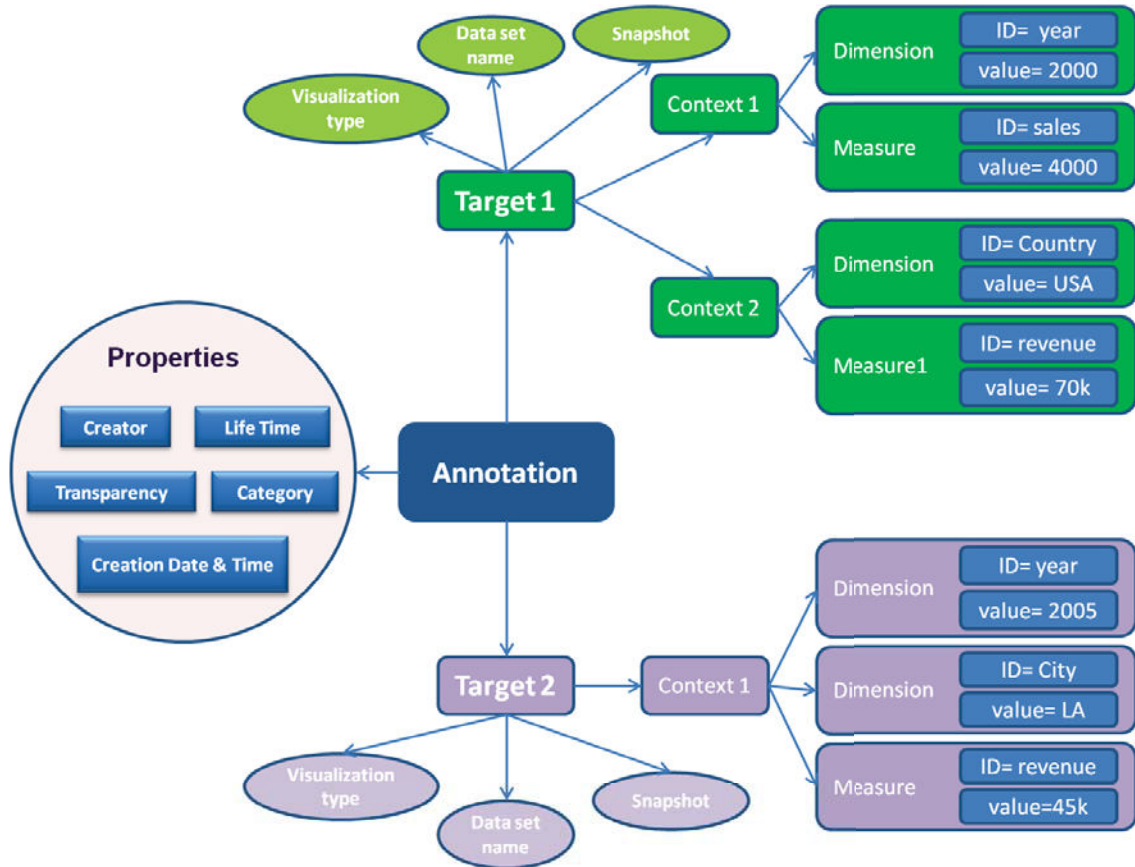 Data set
name
Snapshot
Visualization
type
Target 1
Context 1
Dimension
ID= year
value= 2000
Measure
ID= sales
value= 4000
Context 2
Dimension
ID= Country
value= USA
Measure1
ID= revenue
value= 70k
Properties
Creator
Life Time
Transparency
Category
Creation Date & Time
Annotation
Target 2
Context 1
Dimension
ID= year
value= 2005
Dimension
ID= City
value= LA
Measure
ID= revenue
value=45k
Visualization
type
Data set
name
Snapshot